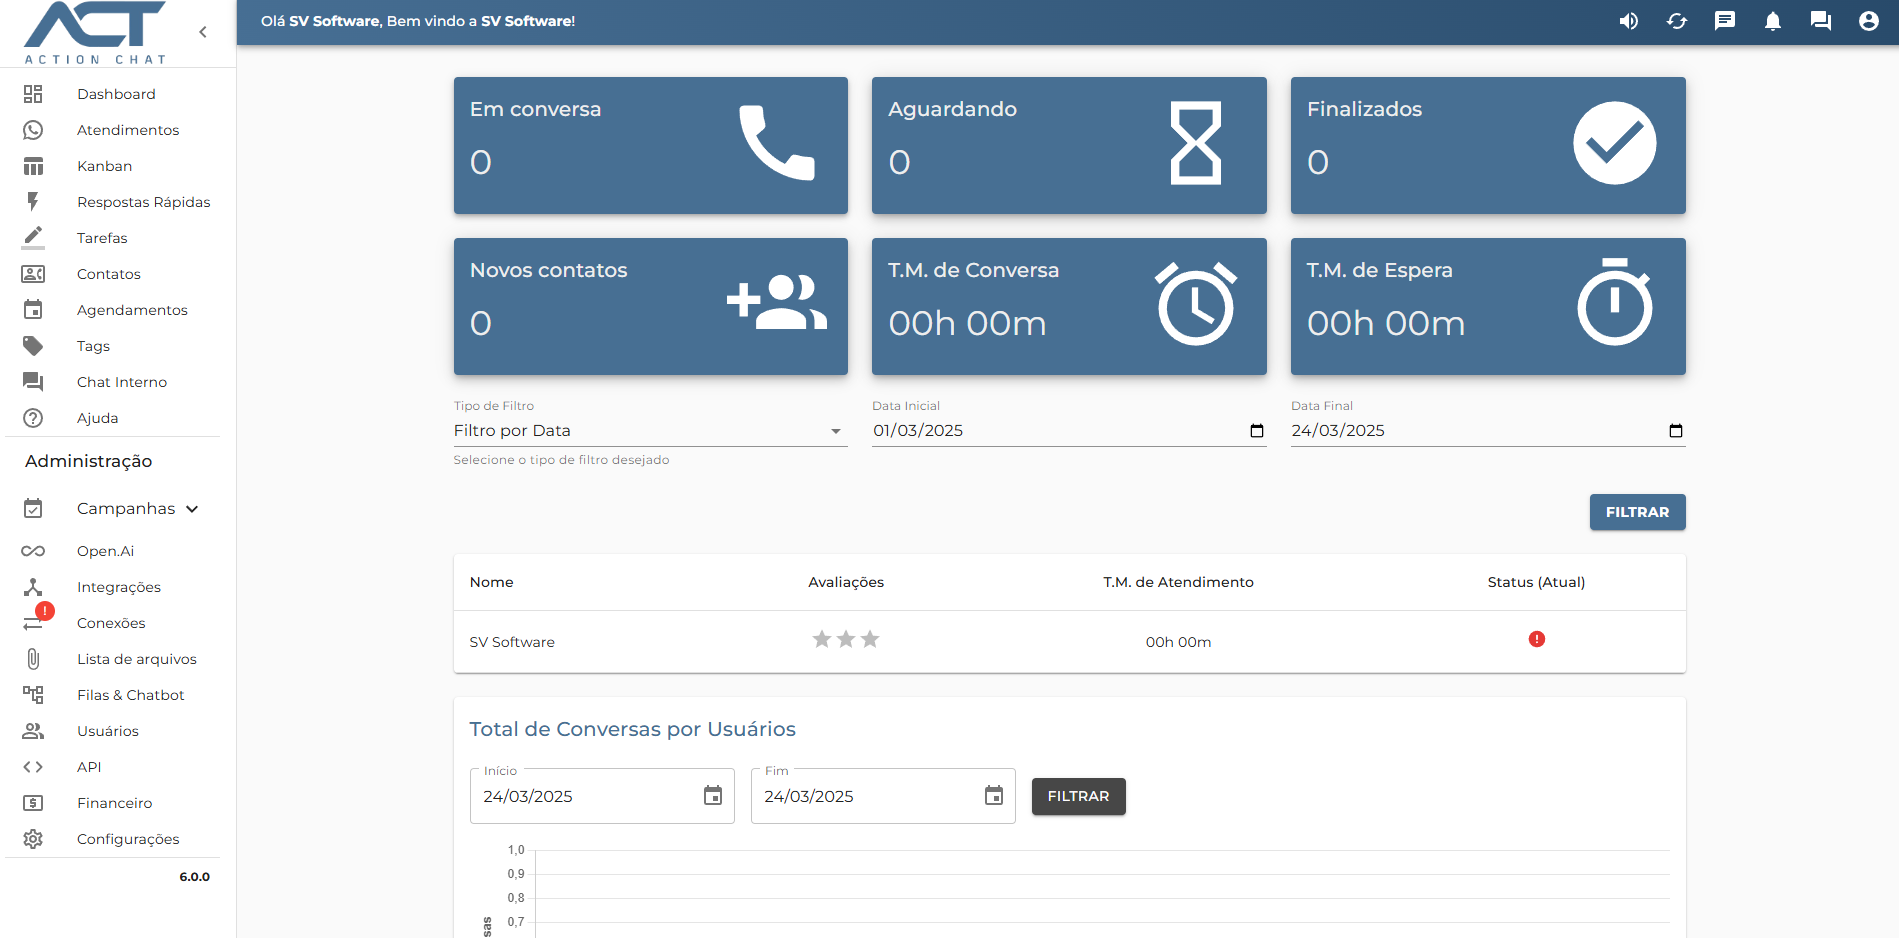 ACT
ACTION CHAT
Olá SV Software, Bem vindo a SV Software!
Dashboard
Atendimentos
Kanban
Respostas Rápidas
Tarefas
Contatos
Agendamentos
Tags
Chat Interno
Ajuda
Administração
Campanhas
Open.Ai
Integrações
Conexões
Lista de arquivos
Filas & Chatbot
Usuários
API
Financeiro
Configurações
6.0.0
Em conversa
0
Aguardando
0
Finalizados
0
Novos contatos
0
T.M. de Conversa
00h 00m
T.M. de Espera
00h 00m
Tipo de Filtro
Filtro por Data
Selecione o tipo de filtro desejado
Data Inicial
01/03/2025
Data Final
24/03/2025
FILTRAR
Nome Avaliações T.M. de Atendimento Status (Atual)
SV Software 00h 00m
Total de Conversas por Usuários
Início
24/03/2025
Fim
24/03/2025
FILTRAR
1,0
0,9
0,8
0,7